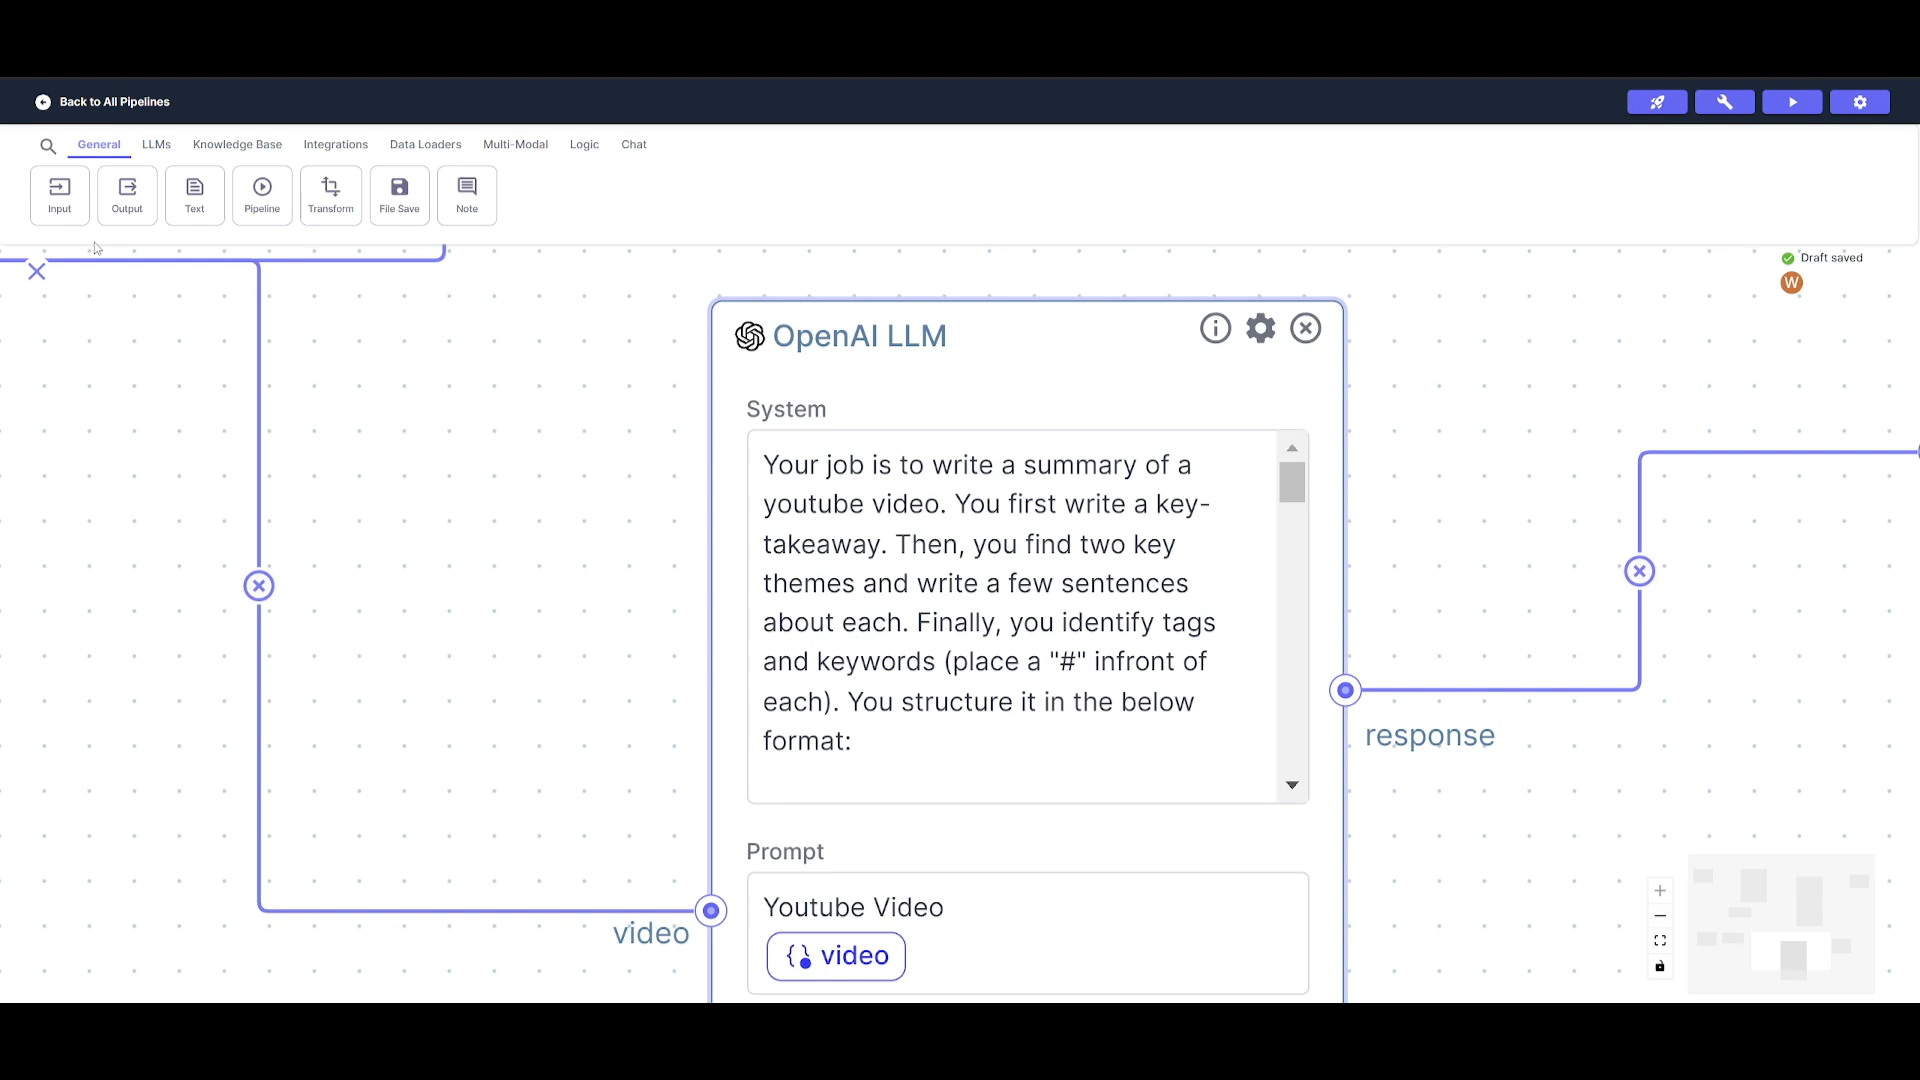 Back to All Pipelines
General LLMs Knowledge Base Integrations Data Loaders Multi-Modal Logic Chat
Input Output Text Pipeline Transform File Save Note
Draft saved
W
OpenAI LLM
System
Your job is to write a summary of a
youtube video. You first write a key-
takeaway. Then, you find two key
themes and write a few sentences
about each. Finally, you identify tags
and keywords (place a "#" infront of
each). You structure it in the below
format:
response
Prompt
Youtube Video
video
video